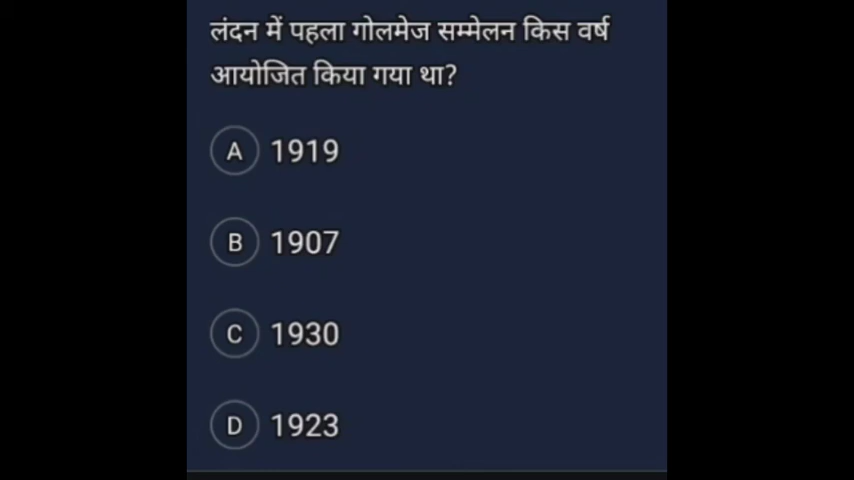 लंदन में पहला गोलमेज सम्मेलन किस वर्ष
आयोजित किया गया था?
A 1919
B 1907
C 1930
D 1923